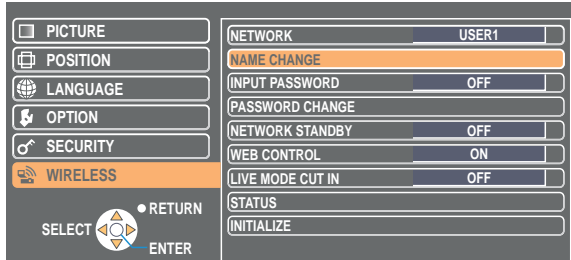 PICTURE
POSITION
LANGUAGE
OPTION
SECURITY
WIRELESS
RETURN
SELECT
ENTER
NETWORK USER1
NAME CHANGE
INPUT PASSWORD OFF
PASSWORD CHANGE
NETWORK STANDBY OFF
WEB CONTROL ON
LIVE MODE CUT IN OFF
STATUS
INITIALIZE